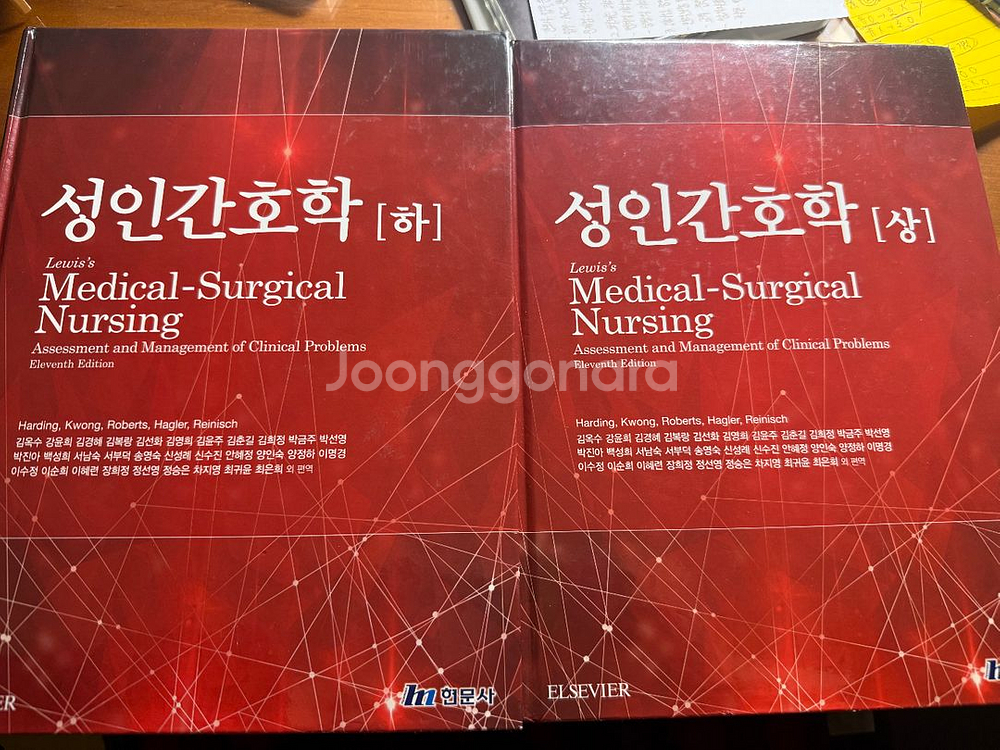 성인간호학 [하]
Lewis's
Medical-Surgical
Nursing
Assessment and Management of Clinical Problems
Eleventh Edition
Harding, Kwong, Roberts, Hagler, Reinisch
김옥수 강윤희 김경혜 김복랑 김선화 김영희 김윤주 김춘길 김희정 박금주 박선영
박진아 백성희 서남숙 서부덕 송영숙 신성례 신수진 안혜정 양인숙 양정하 이명경
이수정 이순희 이혜련 장희정 정선영 정승은 차지영 최귀윤 최은희 외 편역
현문사
성인간호학 [상]
Lewis's
Medical-Surgical
Nursing
Assessment and Management of Clinical Problems
Eleventh Edition
Harding, Kwong, Roberts, Hagler, Reinisch
김옥수 강윤희 김경혜 김복랑 김선화 김영희 김윤주 김춘길 김희정 박금주 박선영
박진아 백성희 서남숙 서부덕 송영숙 신성례 신수진 안혜정 양인숙 양정하 이명경
이수정 이순희 이혜련 장희정 정선영 정승은 차지영 최귀윤 최은희 외 편역
ELSEVIER
Joonggonara